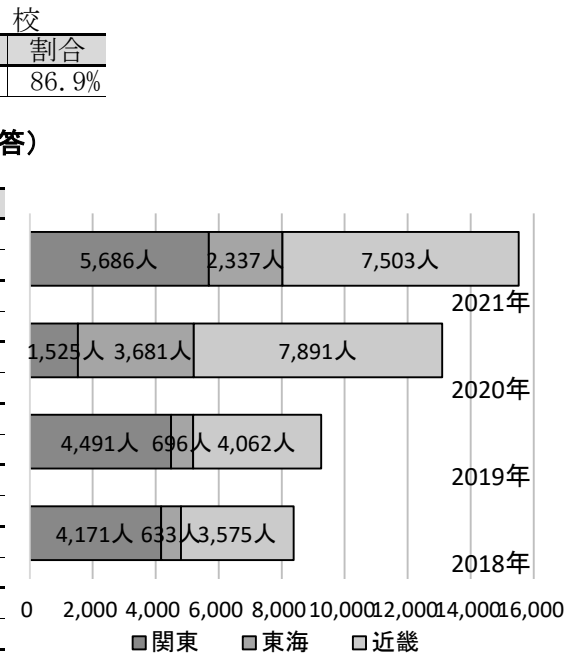 校
割合
86.9%
答）
5,686人 2,337人 7,503人
2021年
1,525人 3,681人 7,891人
2020年
4,491人 696人 4,062人
2019年
4,171人 633人 3,575人
2018年
0 2,000 4,000 6,000 8,000 10,000 12,000 14,000 16,000
■関東 ■東海 □近畿